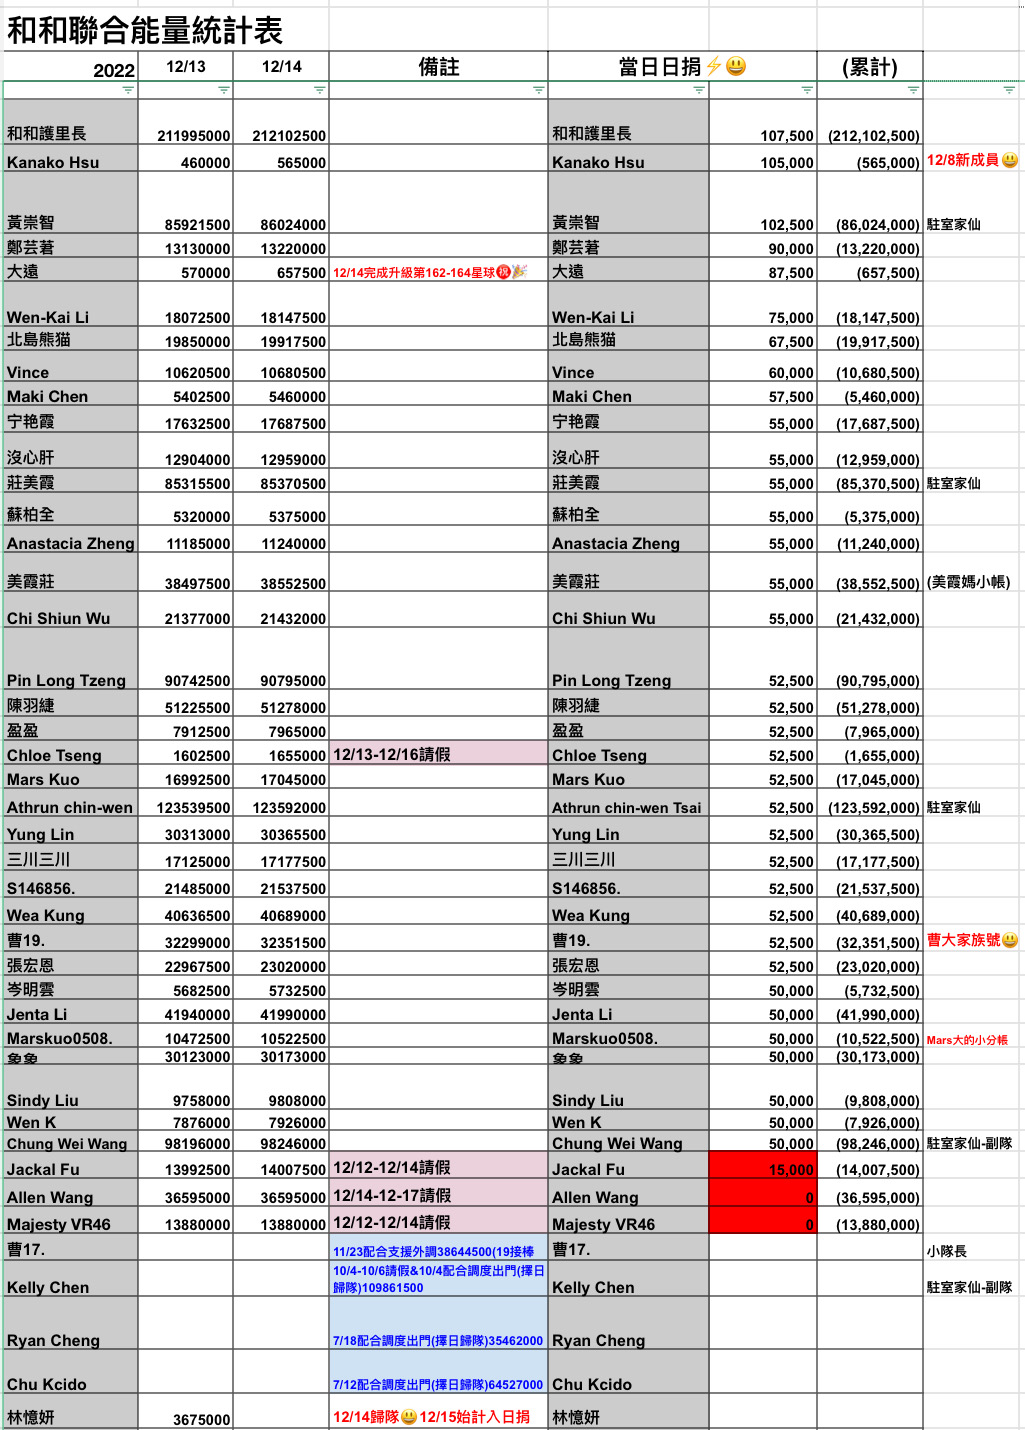 和和聯合能量統計表
2022 12/13 12/14 備註 當日日捐⚡😃 (累計)
和和護里長 211995000 212102500 和和護里長 107,500 (212,102,500)
Kanako Hsu 460000 565000 Kanako Hsu 105,000 (565,000) 12/8新成員😃
黃崇智 85921500 86024000 黃崇智 102,500 (86,024,000) 駐室家仙
鄭芸莙 13130000 13220000 鄭芸莙 90,000 (13,220,000)
大遠 570000 657500 12/14完成升級第162-164星球㊗️🎉 大遠 87,500 (657,500)
Wen-Kai Li 18072500 18147500 Wen-Kai Li 75,000 (18,147,500)
北島熊猫 19850000 19917500 北島熊猫 67,500 (19,917,500)
Vince 10620500 10680500 Vince 60,000 (10,680,500)
Maki Chen 5402500 5460000 Maki Chen 57,500 (5,460,000)
宁艳霞 17632500 17687500 宁艳霞 55,000 (17,687,500)
沒心肝 12904000 12959000 沒心肝 55,000 (12,959,000)
莊美霞 85315500 85370500 莊美霞 55,000 (85,370,500) 駐室家仙
蘇柏全 5320000 5375000 蘇柏全 55,000 (5,375,000)
Anastacia Zheng 11185000 11240000 Anastacia Zheng 55,000 (11,240,000)
美霞莊 38497500 38552500 美霞莊 55,000 (38,552,500) (美霞媽小帳)
Chi Shiun Wu 21377000 21432000 Chi Shiun Wu 55,000 (21,432,000)
Pin Long Tzeng 90742500 90795000 Pin Long Tzeng 52,500 (90,795,000)
陳羽緁 51225500 51278000 陳羽緁 52,500 (51,278,000)
盈盈 7912500 7965000 盈盈 52,500 (7,965,000)
Chloe Tseng 1602500 1655000 12/13-12/16請假 Chloe Tseng 52,500 (1,655,000)
Mars Kuo 16992500 17045000 Mars Kuo 52,500 (17,045,000)
Athrun chin-wen 123539500 123592000 Athrun chin-wen Tsai 52,500 (123,592,000) 駐室家仙
Yung Lin 30313000 30365500 Yung Lin 52,500 (30,365,500)
三川三川 17125000 17177500 三川三川 52,500 (17,177,500)
S146856. 21485000 21537500 S146856. 52,500 (21,537,500)
Wea Kung 40636500 40689000 Wea Kung 52,500 (40,689,000)
曹19. 32299000 32351500 曹19. 52,500 (32,351,500) 曹大家族號😃
張宏恩 22967500 23020000 張宏恩 52,500 (23,020,000)
岑明雲 5682500 5732500 岑明雲 50,000 (5,732,500)
Jenta Li 41940000 41990000 Jenta Li 50,000 (41,990,000)
Marskuo0508. 10472500 10522500 Marskuo0508. 50,000 (10,522,500) Mars大的小分帳
象象 30123000 30173000 象象 50,000 (30,173,000)
Sindy Liu 9758000 9808000 Sindy Liu 50,000 (9,808,000)
Wen K 7876000 7926000 Wen K 50,000 (7,926,000)
Chung Wei Wang 98196000 98246000 Chung Wei Wang 50,000 (98,246,000) 駐室家仙-副隊
Jackal Fu 13992500 14007500 12/12-12/14請假 Jackal Fu 15,000 (14,007,500)
Allen Wang 36595000 36595000 12/14-12-17請假 Allen Wang 0 (36,595,000)
Majesty VR46 13880000 13880000 12/12-12/14請假 Majesty VR46 0 (13,880,000)
曹17. 11/23配合支援外調38644500(19接棒 曹17. 小隊長
10/4-10/6請假&10/4配合調度出門(擇日
Kelly Chen 歸隊)109861500 Kelly Chen 駐室家仙-副隊
Ryan Cheng 7/18配合調度出門(擇日歸隊)35462000 Ryan Cheng
Chu Kcido 7/12配合調度出門(擇日歸隊)64527000 Chu Kcido
林憶妍 3675000 12/14歸隊😃12/15始計入日捐 林憶妍